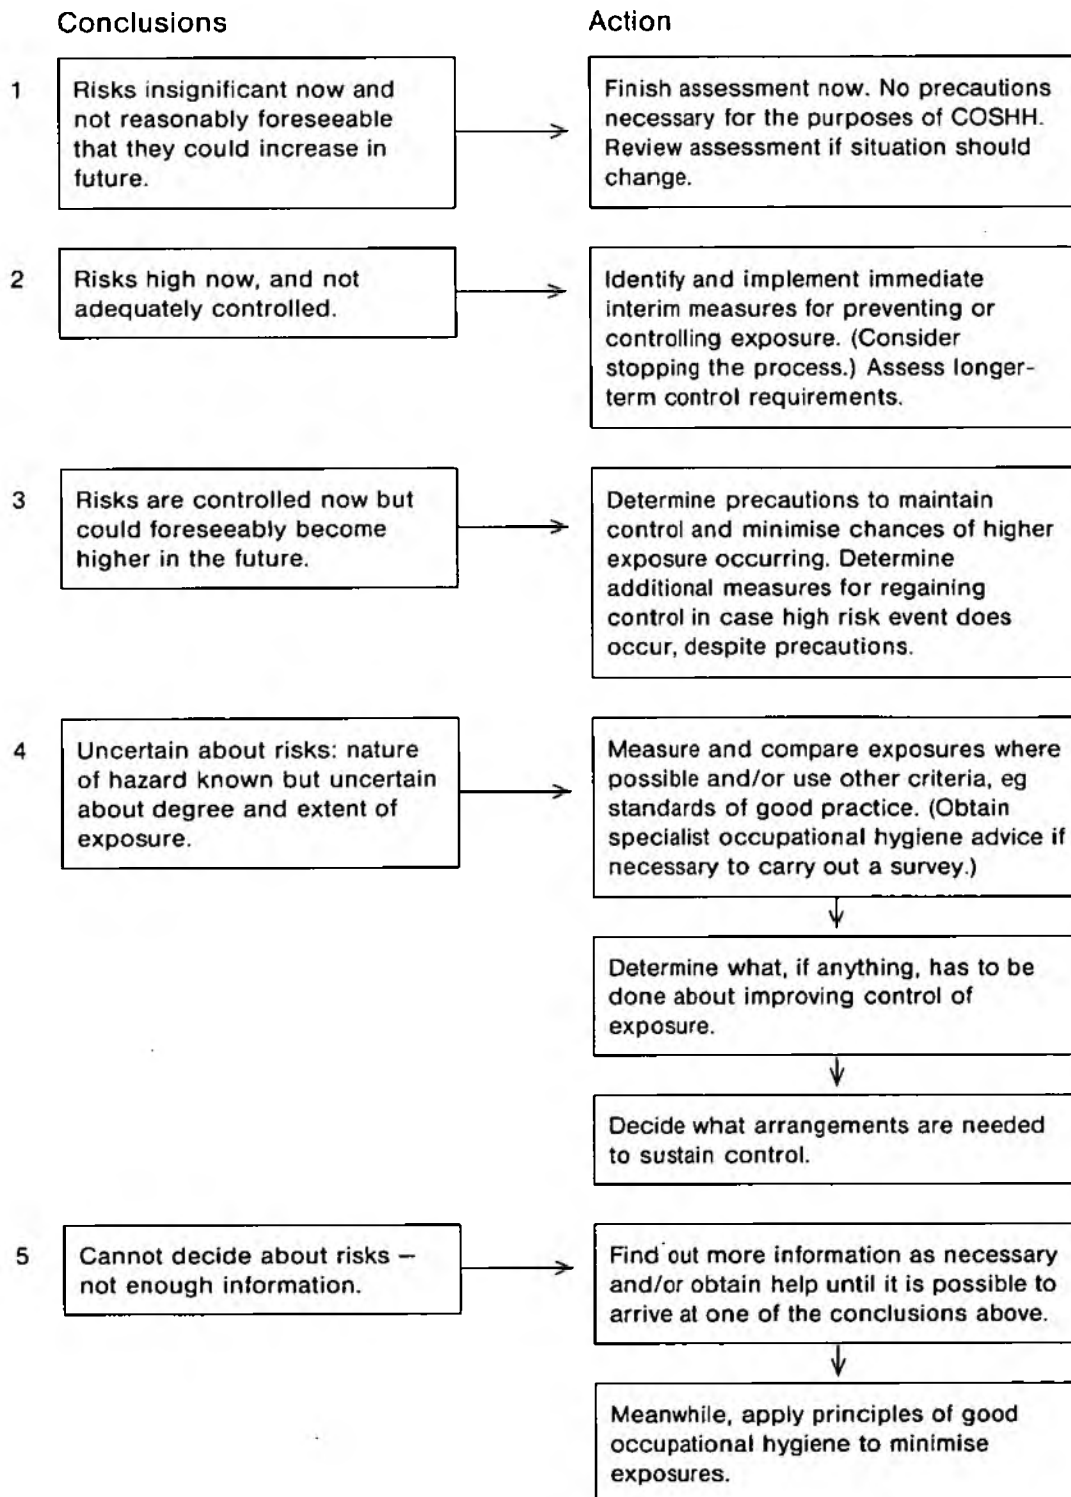 Conclusions
Action
1
Risks insignificant now and
not reasonably foreseeable
that they could increase in
future.
Finish assessment now. No precautions
necessary for the purposes of COSHH.
Review assessment if situation should
change.
2
Risks high now, and not
adequately controlled.
Identify and implement immediate
interim measures for preventing or
controlling exposure. (Consider
stopping the process.) Assess longer-
term control requirements.
3
Risks are controlled now but
could foreseeably become
higher in the future.
Determine precautions to maintain
control and minimise chances of higher
exposure occurring. Determine
additional measures for regaining
control in case high risk event does
occur, despite precautions.
4
Uncertain about risks: nature
of hazard known but uncertain
about degree and extent of
exposure.
Measure and compare exposures where
possible and/or use other criteria, eg
standards of good practice. (Obtain
specialist occupational hygiene advice if
necessary to carry out a survey.)
Determine what, if anything, has to be
done about improving control of
exposure.
Decide what arrangements are needed
to sustain control.
5
Cannot decide about risks –
not enough information.
Find out more information as necessary
and/or obtain help until it is possible to
arrive at one of the conclusions above.
Meanwhile, apply principles of good
occupational hygiene to minimise
exposures.